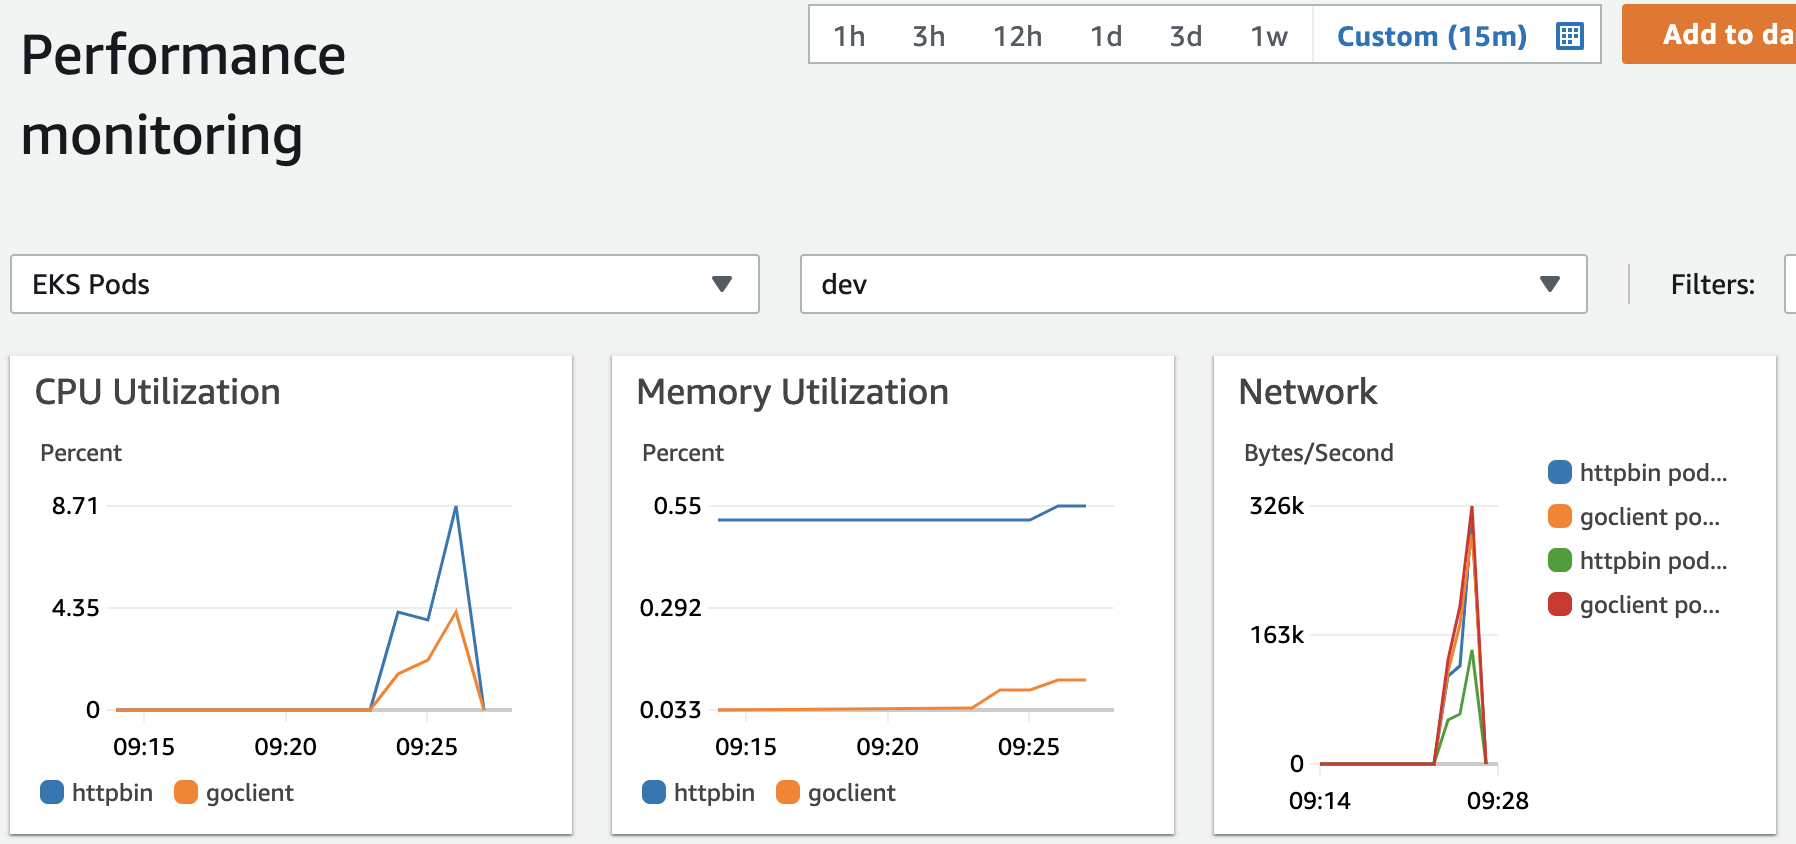 Performance
monitoring
1h 3h 12h 1d 3d 1w Custom (15m)
Add to da
EKS Pods
dev
Filters:
CPU Utilization
Percent
8.71
4.35
0
09:15 09:20 09:25
httpbin goclient
Memory Utilization
Percent
0.55
0.292
0.033
09:15 09:20 09:25
httpbin goclient
Network
Bytes/Second
326k
163k
0
09:14 09:28
httpbin pod...
goclient po...
httpbin pod...
goclient po...